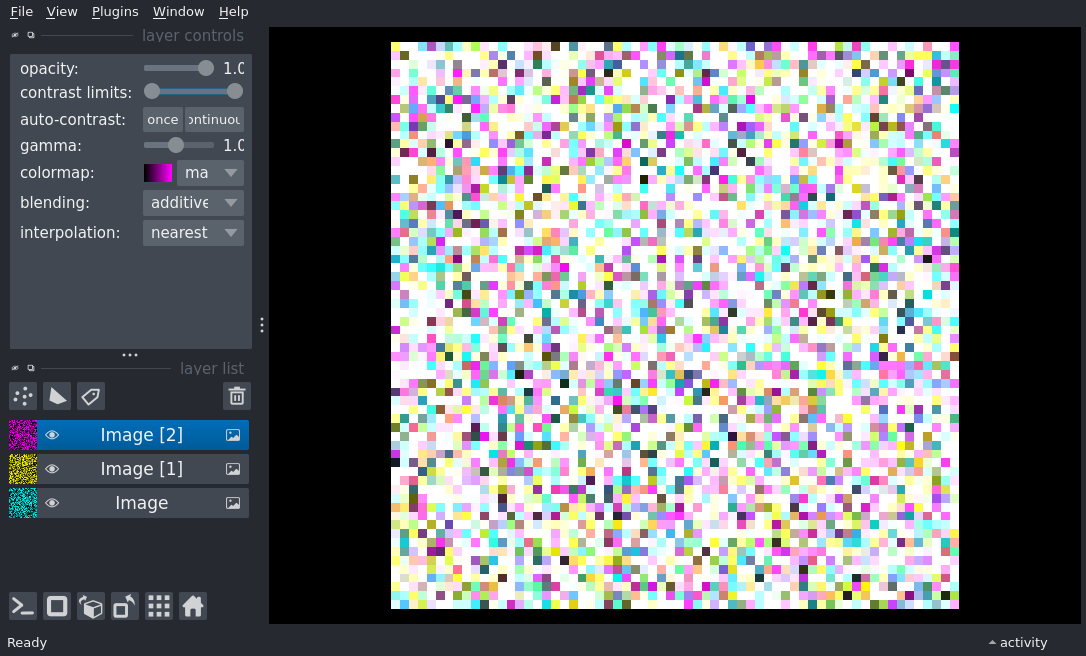 File View Plugins Window Help
layer controls
opacity: 1.0
contrast limits:
auto-contrast: once ontinuou
gamma: 1.0
colormap: ma
blending: additive
interpolation: nearest
layer list
Image [2]
Image [1]
Image
Ready
activity